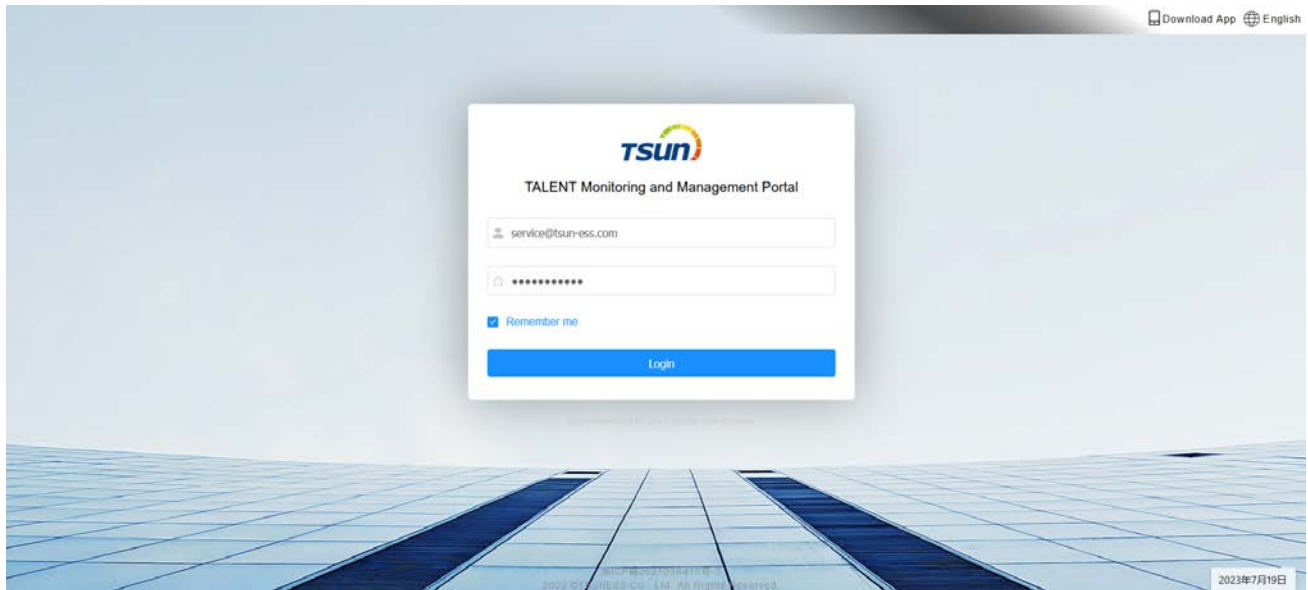 Download App English
TSUN
TALENT Monitoring and Management Portal
service@tsun-ess.com
•••••••••••
Remember me
Login
2023年7月19日